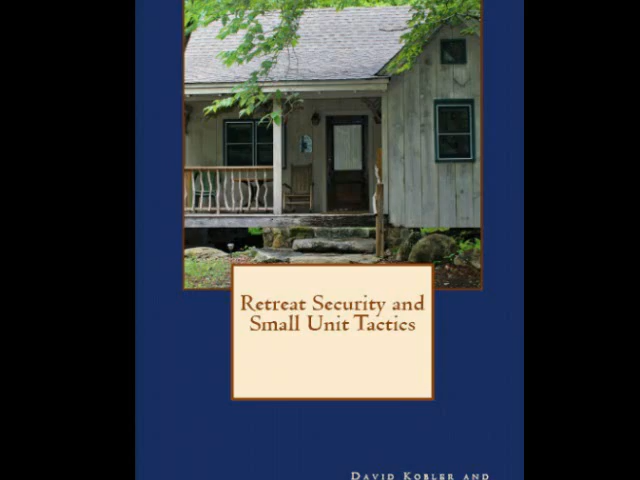 Retreat Security and
Small Unit Tactics
David Kobler and